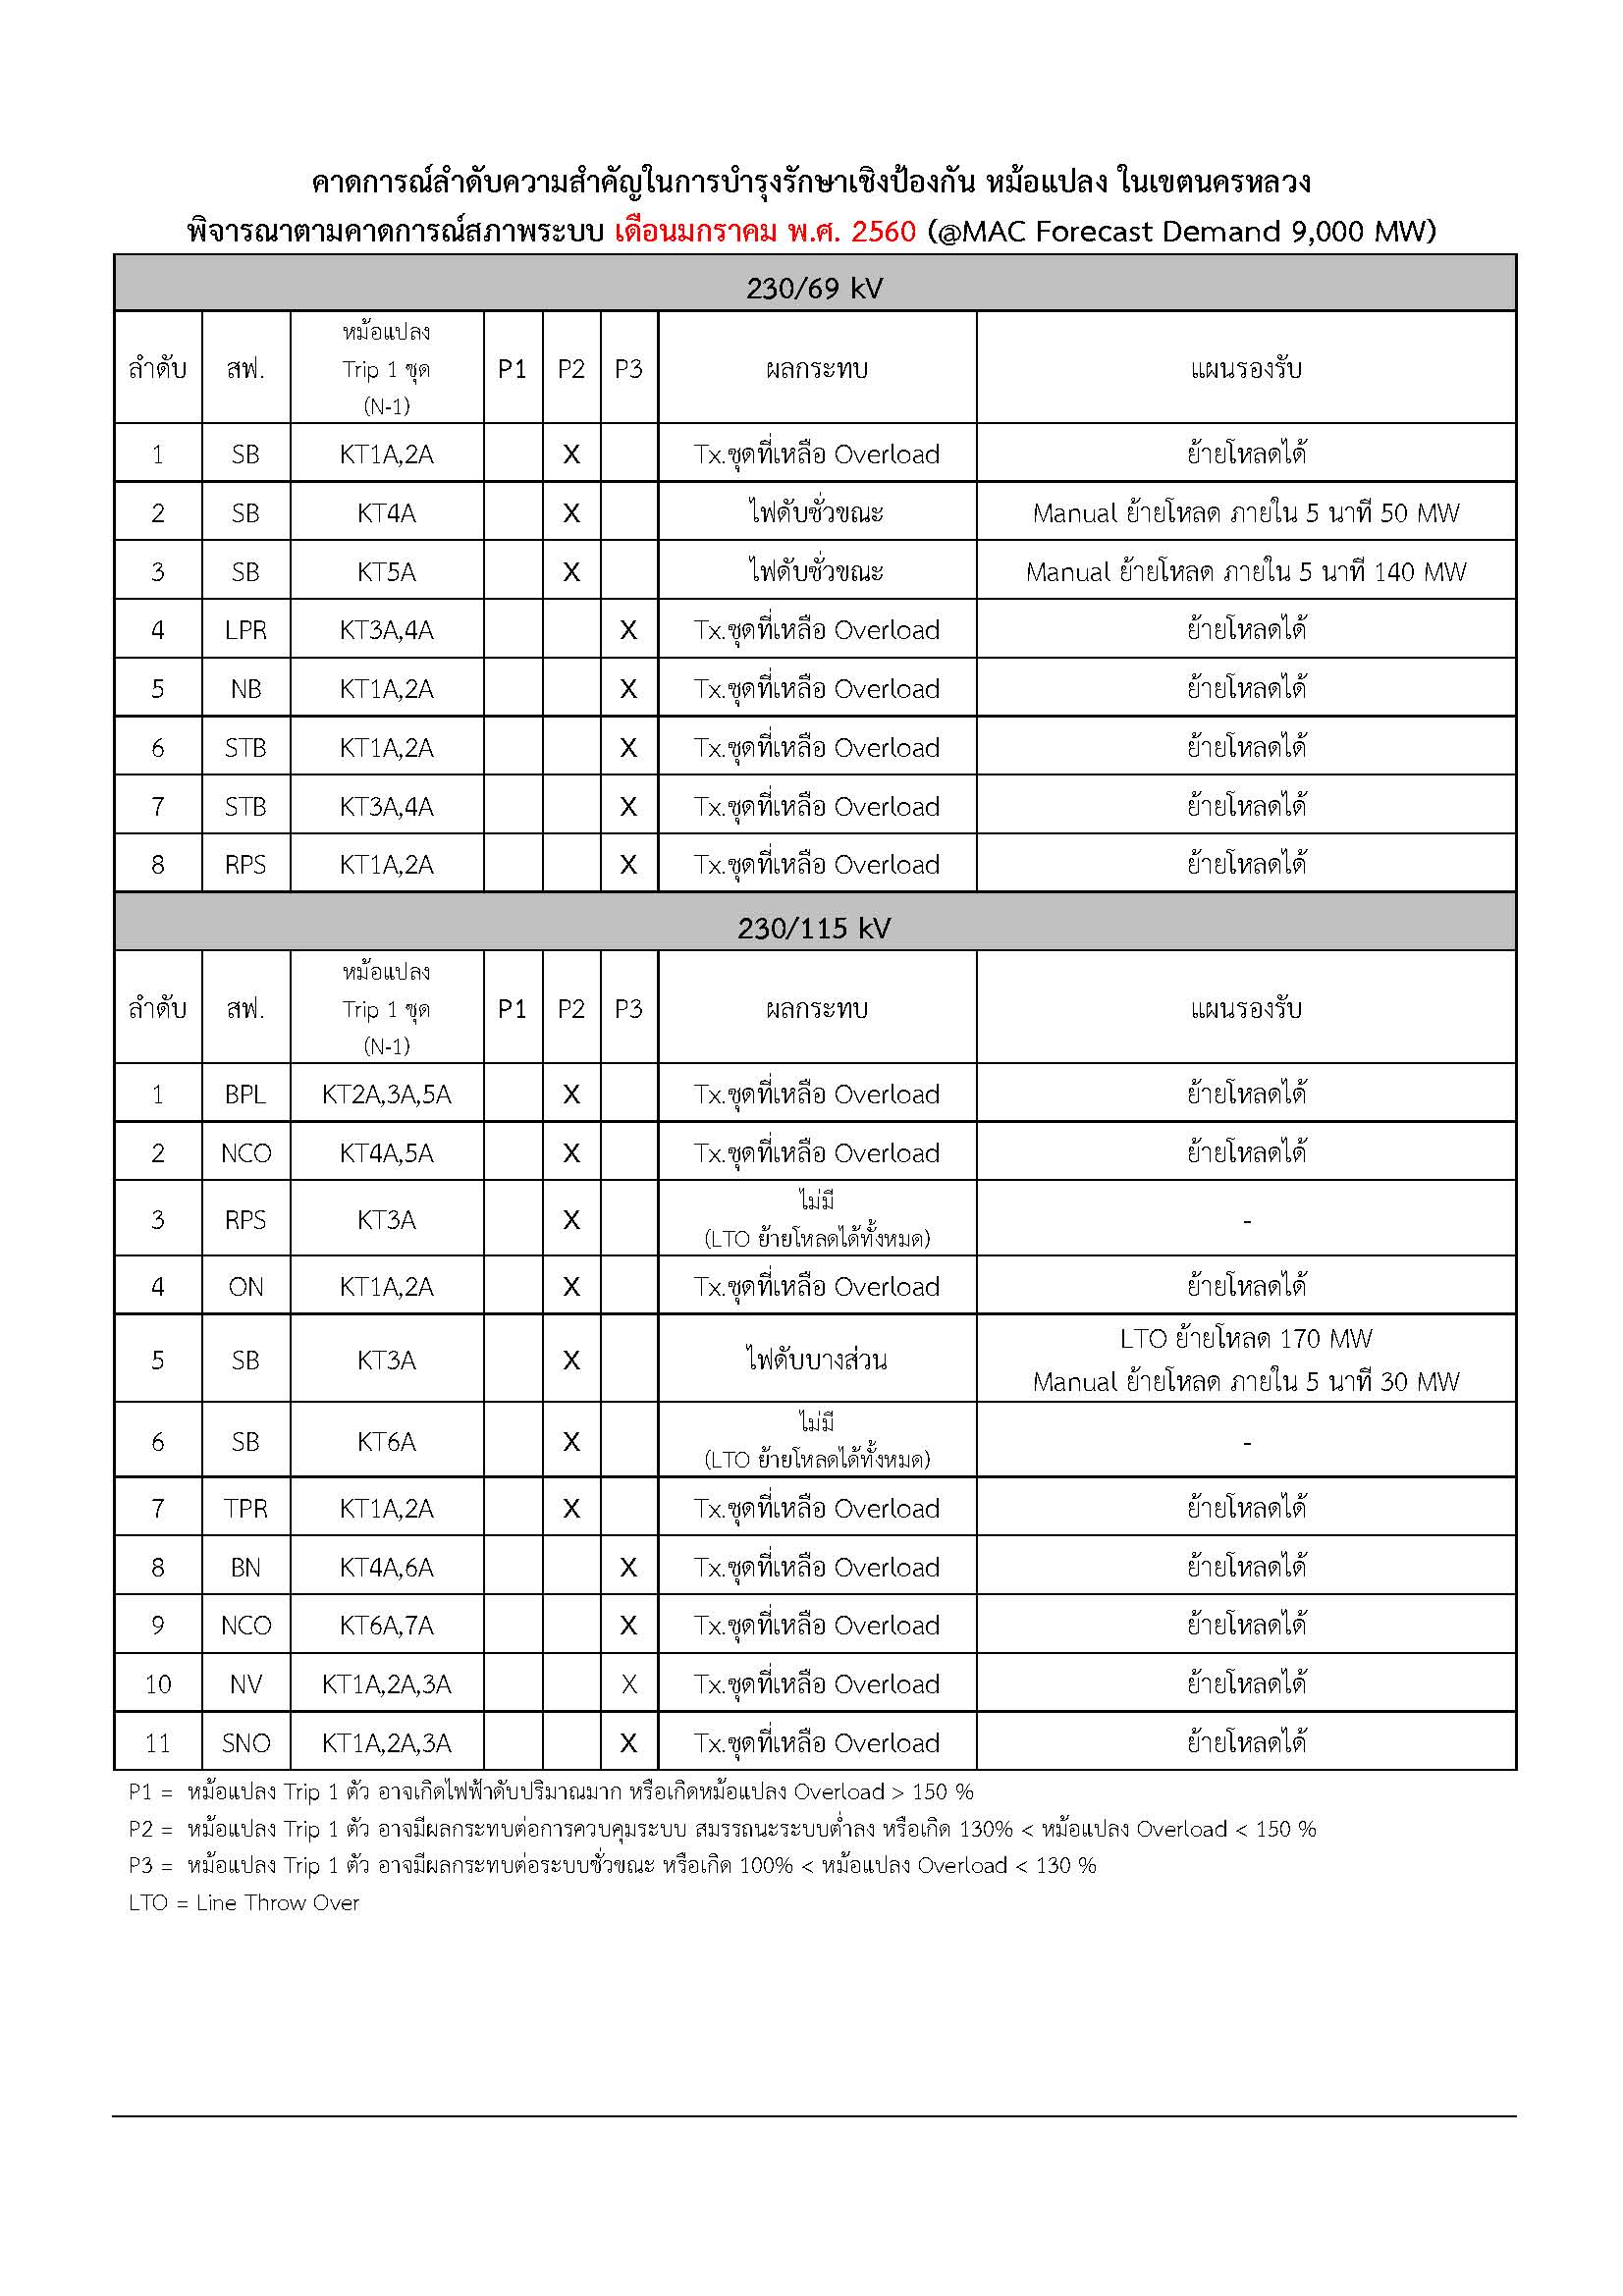 คาดการณ์ลำดับความสำคัญในการบำรุงรักษาเชิงป้องกัน หม้อแปลง ในเขตนครหลวง
พิจารณาตามคาดการณ์สภาพระบบ เดือนมกราคม พ.ศ. 2560 (@MAC Forecast Demand 9,000 MW)
230/69 kV
ลำดับ สฟ. หม้อแปลง Trip 1 ชุด (N-1) P1 P2 P3 ผลกระทบ แผนรองรับ
1 SB KT1A,2A X Tx.ชุดที่เหลือ Overload ย้ายโหลดได้
2 SB KT4A X ไฟดับชั่วขณะ Manual ย้ายโหลด ภายใน 5 นาที 50 MW
3 SB KT5A X ไฟดับชั่วขณะ Manual ย้ายโหลด ภายใน 5 นาที 140 MW
4 LPR KT3A,4A X Tx.ชุดที่เหลือ Overload ย้ายโหลดได้
5 NB KT1A,2A X Tx.ชุดที่เหลือ Overload ย้ายโหลดได้
6 STB KT1A,2A X Tx.ชุดที่เหลือ Overload ย้ายโหลดได้
7 STB KT3A,4A X Tx.ชุดที่เหลือ Overload ย้ายโหลดได้
8 RPS KT1A,2A X Tx.ชุดที่เหลือ Overload ย้ายโหลดได้
230/115 kV
ลำดับ สฟ. หม้อแปลง Trip 1 ชุด (N-1) P1 P2 P3 ผลกระทบ แผนรองรับ
1 BPL KT2A,3A,5A X Tx.ชุดที่เหลือ Overload ย้ายโหลดได้
2 NCO KT4A,5A X Tx.ชุดที่เหลือ Overload ย้ายโหลดได้
3 RPS KT3A X ไม่มี (LTO ย้ายโหลดได้ทั้งหมด) -
4 ON KT1A,2A X Tx.ชุดที่เหลือ Overload ย้ายโหลดได้
5 SB KT3A X ไฟดับบางส่วน LTO ย้ายโหลด 170 MW Manual ย้ายโหลด ภายใน 5 นาที 30 MW
6 SB KT6A X ไม่มี (LTO ย้ายโหลดได้ทั้งหมด) -
7 TPR KT1A,2A X Tx.ชุดที่เหลือ Overload ย้ายโหลดได้
8 BN KT4A,6A X Tx.ชุดที่เหลือ Overload ย้ายโหลดได้
9 NCO KT6A,7A X Tx.ชุดที่เหลือ Overload ย้ายโหลดได้
10 NV KT1A,2A,3A X Tx.ชุดที่เหลือ Overload ย้ายโหลดได้
11 SNO KT1A,2A,3A X Tx.ชุดที่เหลือ Overload ย้ายโหลดได้
P1 = หม้อแปลง Trip 1 ตัว อาจเกิดไฟฟ้าดับปริมาณมาก หรือเกิดหม้อแปลง Overload > 150 %
P2 = หม้อแปลง Trip 1 ตัว อาจมีผลกระทบต่อการควบคุมระบบ สมรรถนะระบบต่ำลง หรือเกิด 130% < หม้อแปลง Overload < 150 %
P3 = หม้อแปลง Trip 1 ตัว อาจมีผลกระทบต่อระบบชั่วขณะ หรือเกิด 100% < หม้อแปลง Overload < 130 %
LTO = Line Throw Over